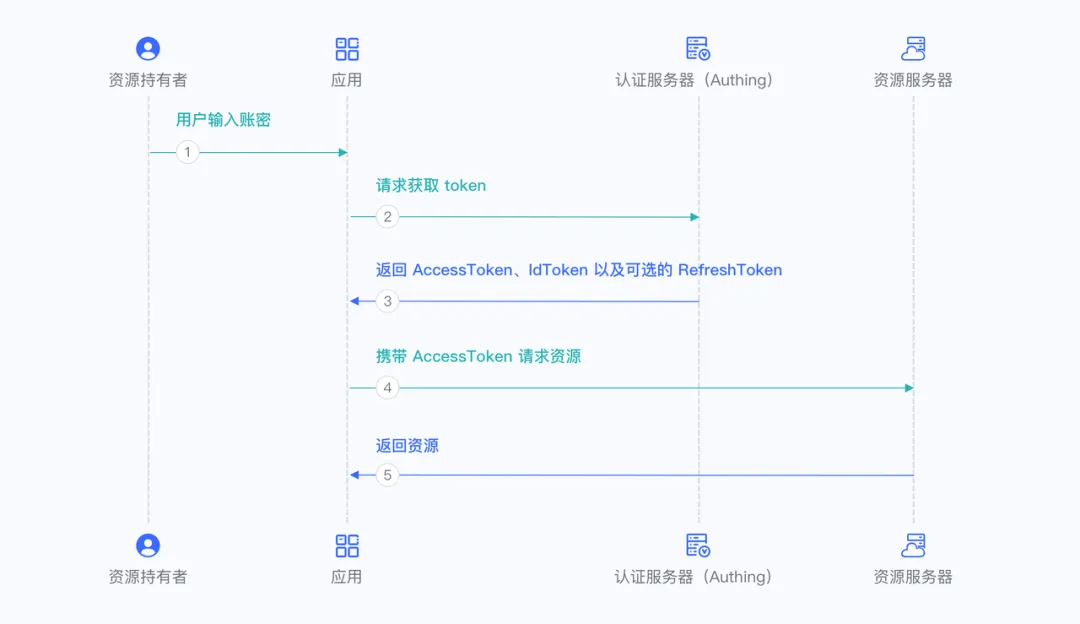 资源持有者
应用
认证服务器（Authing）
资源服务器
用户输入账密
1
请求获取 token
2
返回 AccessToken、IdToken 以及可选的 RefreshToken
3
携带 AccessToken 请求资源
4
返回资源
5
资源持有者
应用
认证服务器（Authing）
资源服务器